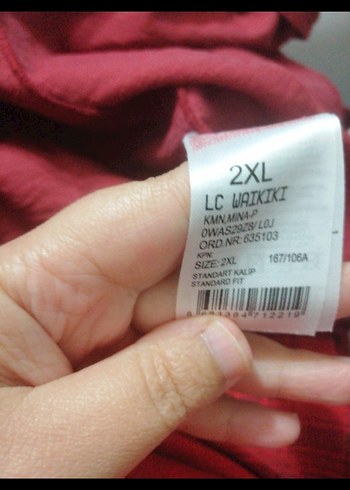 2XL
LC WAIKIKI
KMN,MINA-P
0WAS29Z8/ L0J
ORD.NR: 635103
KPN:
SIZE: 2XL 167/106A
STANDART KALIP
STANDARD FIT